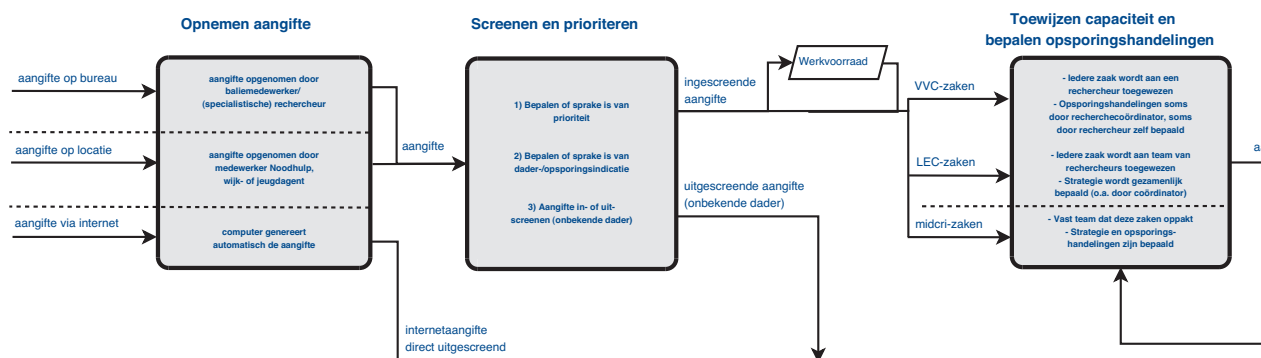 Opnemen aangifte
aangifte op bureau
aangifte op locatie
aangifte via internet
aangifte opgenomen door
baliemedewerker/
(specialistische) rechercheur
aangifte opgenomen door
medewerker Noodhulp,
wijk- of jeugdagent
computer genereert
automatisch de aangifte
aangifte
internetaangifte
direct uitgescreend
Screenen en prioriteren
1) Bepalen of sprake is van
prioriteit
2) Bepalen of sprake is van
dader-/opsporingsindicatie
3) Aangifte in- of uit-
screenen (onbekende dader)
ingescreende
aangifte
Werkvoorraad
uitgescreende aangifte
(onbekende dader)
VVC-zaken
LEC-zaken
midcri-zaken
Toewijzen capaciteit en
bepalen opsporingshandelingen
- Iedere zaak wordt aan een
rechercheur toegewezen
- Opsporingshandelingen soms
door recherchecoördinator, soms
door rechercheur zelf bepaald
- Iedere zaak wordt aan team van
rechercheurs toegewezen
- Strategie wordt gezamenlijk
bepaald (o.a. door coördinator)
- Vast team dat deze zaken oppakt
- Strategie en opsporings-
handelingen zijn bepaald